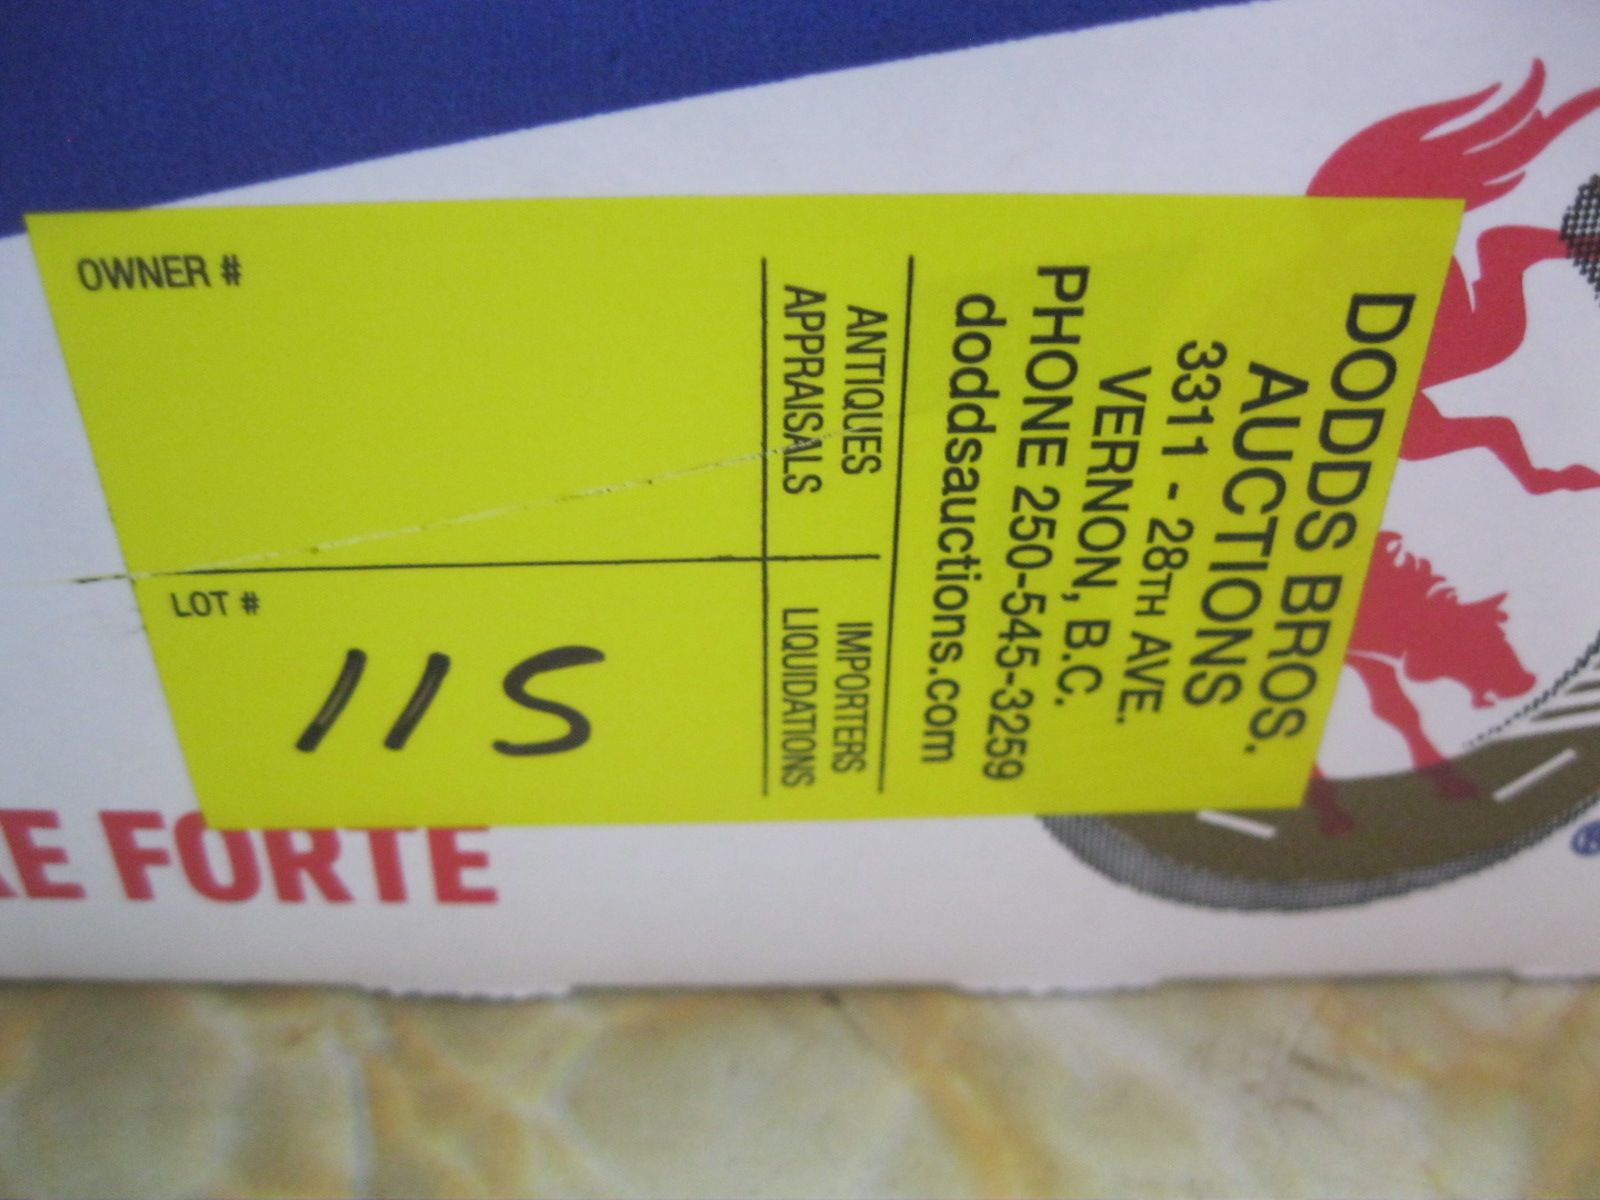 DODDS BROS.
AUCTIONS
3311 - 28TH AVE.
VERNON, B.C.
PHONE 250-545-3259
doddsauctions.com
ANTIQUES
APPRAISALS
IMPORTERS
LIQUIDATIONS
OWNER #
LOT #
115
FORTE
®